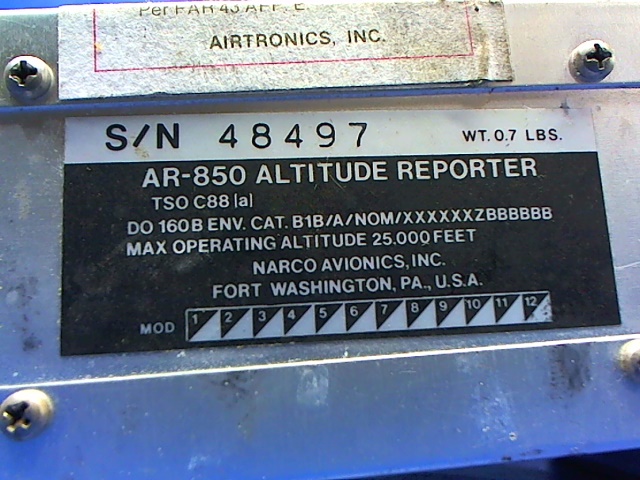 Per FAR 43 APP. E
AIRTRONICS, INC.
S/N 48497 WT. 0.7 LBS.
AR-850 ALTITUDE REPORTER
TSO C88 (a)
DO 160B ENV. CAT. B1B/A/NOM/XXXXXXZBBBBBB
MAX OPERATING ALTITUDE 25.000 FEET
NARCO AVIONICS, INC.
FORT WASHINGTON, PA., U.S.A.
MOD 1 2 3 4 5 6 7 8 9 10 11 12